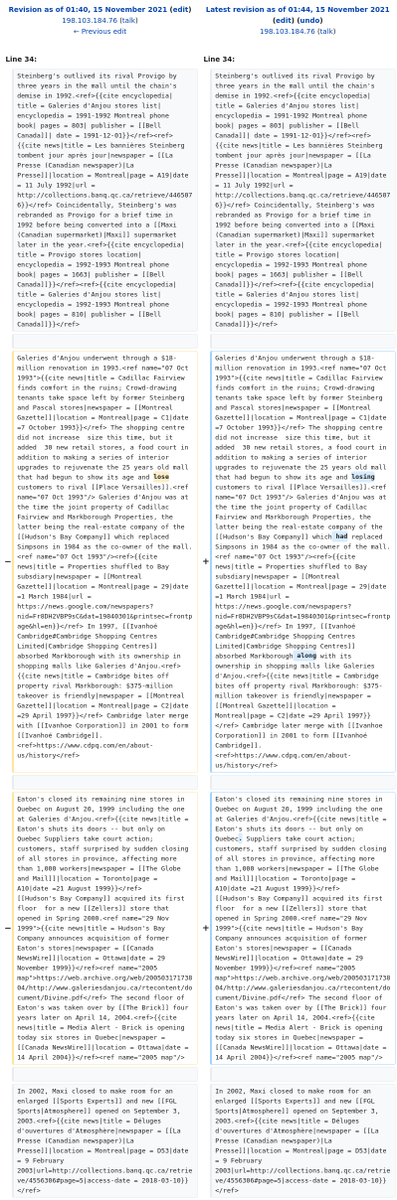 Revision as of 01:40, 15 November 2021 (edit)
198.103.184.76 (talk)
← Previous edit
Line 34:
Steinberg's outlived its rival Provigo by
three years in the mall until the chain's
demise in 1992.<ref>{{cite encyclopedia|
title = Galeries d'Anjou stores list|
encyclopedia = 1991-1992 Montreal phone
book| pages = 803| publisher = [[Bell
Canada]]| date = 1991-12-01}}</ref><ref>
{{cite news|title = Les bannières Steinberg
tombent jour après jour|newspaper = [[La
Presse (Canadian newspaper)|La
Presse]]|location = Montreal|page = A19|date
= 11 July 1992|url =
http://collections.banq.qc.ca/retrieve/446507
6}}</ref> Coincidentally, Steinberg's was
rebranded as Provigo for a brief time in
1992 before being converted into a [[Maxi
(Canadian supermarket)|Maxi]] supermarket
later in the year.<ref>{{cite encyclopedia|
title = Provigo stores location|
encyclopedia = 1992-1993 Montreal phone
book| pages = 1663| publisher = [[Bell
Canada]]}}</ref><ref>{{cite encyclopedia|
title = Galeries d'Anjou stores list|
encyclopedia = 1992-1993 Montreal phone
book| pages = 810| publisher = [[Bell
Canada]]}}</ref>
Galeries d'Anjou underwent through a $18-
million renovation in 1993.<ref name="07 Oct
1993">{{cite news|title = Cadillac Fairview
finds comfort in the ruins; Crowd-drawing
tenants take space left by former Steinberg
and Pascal stores|newspaper = [[Montreal
Gazette]]|location = Montreal|page = C1|date
=7 October 1993}}</ref> The shopping centre
did not increase  size this time, but it
added  30 new stores, a food court in
addition to making a series of interior
upgrades to rejuvenate the 25 years old mall
that had begun to show its age and lose
customers to rival [[Place Versailles]].<ref
name="07 Oct 1993"/> Galeries d'Anjou was at
the time the joint property of Cadillac
Fairview and Markborough Properties, the
latter being the real-estate company of the
[[Hudson's Bay Company]] which replaced
Simpsons in 1984 as the co-owner of the mall.
<ref name="07 Oct 1993"/><ref>{{cite
news|title = Properties shuffled to Bay
− subsdiary|newspaper = [[Montreal
Gazette]]|location = Montreal|page = 29|date
=1 March 1984|url =
https://news.google.com/newspapers?
nid=Fr8DH2VBP9sC&dat=19840301&printsec=frontp
age&hl=en}}</ref> In 1997, [[Ivanhoé
Cambridge#Cambridge Shopping Centres
Limited|Cambridge Shopping Centres]]
absorbed Markborough with its ownership in
shopping malls like Galeries d'Anjou.<ref>
{{cite news|title = Cambridge bites off
property rival Markborough: $375-million
takeover is friendly|newspaper = [[Montreal
Gazette]]|location = Montreal|page = C2|date
=29 April 1997}}</ref> Cambridge later merge
with [[Ivanhoe Corporation]] in 2001 to form
[[Ivanhoé Cambridge]].
<ref>https://www.cdpq.com/en/about-
us/history</ref>
Eaton's closed its remaining nine stores in
Quebec on August 20, 1999 including the one
at Galeries d'Anjou.<ref>{{cite news|title =
Eaton's shuts its doors -- but only on
Quebec Suppliers take court action;
customers, staff surprised by sudden closing
of all stores in province, affecting more
than 1,000 workers|newspaper = [[The Globe
and Mail]]|location = Toronto|page =
A10|date =21 August 1999}}</ref>
[[Hudson's Bay Company]] acquired its first
floor  for a new [[Zellers]] store that
opened in Spring 2000.<ref name="29 Nov
− 1999">{{cite news|title = Hudson's Bay
Company announces acquisition of former
Eaton's stores|newspaper = [[Canada
NewsWire]]|location = Ottawa|date = 29
November 1999}}</ref><ref name="2005
map">https://web.archive.org/web/200503171738
04/http://www.galeriesdanjou.ca/rtecontent/do
cument/Divine.pdf</ref> The second floor of
Eaton's was taken over by [[The Brick]] four
years later on April 14, 2004.<ref>{{cite
news|title = Media Alert - Brick is opening
today six stores in Quebec|newspaper =
[[Canada NewsWire]]|location = Ottawa|date =
14 April 2004}}</ref><ref name="2005 map"/>
In 2002, Maxi closed to make room for an
enlarged [[Sports Experts]] and new [[FGL
Sports|Atmosphere]] opened on September 3,
2003.<ref>{{cite news|title = Déluges
d'ouvertures d'Atmosphère|newspaper = [[La
Presse (Canadian newspaper)|La
Presse]]|location = Montreal|page = D53|date
= 9 February
2003|url=http://collections.banq.qc.ca/retrie
ve/4556306#page=5|access-date = 2018-03-10}}
</ref>
Latest revision as of 01:44, 15 November 2021
(edit) (undo)
198.103.184.76 (talk)
Line 34:
Steinberg's outlived its rival Provigo by
three years in the mall until the chain's
demise in 1992.<ref>{{cite encyclopedia|
title = Galeries d'Anjou stores list|
encyclopedia = 1991-1992 Montreal phone
book| pages = 803| publisher = [[Bell
Canada]]| date = 1991-12-01}}</ref><ref>
{{cite news|title = Les bannières Steinberg
tombent jour après jour|newspaper = [[La
Presse (Canadian newspaper)|La
Presse]]|location = Montreal|page = A19|date
= 11 July 1992|url =
http://collections.banq.qc.ca/retrieve/446507
6}}</ref> Coincidentally, Steinberg's was
rebranded as Provigo for a brief time in
1992 before being converted into a [[Maxi
(Canadian supermarket)|Maxi]] supermarket
later in the year.<ref>{{cite encyclopedia|
title = Provigo stores location|
encyclopedia = 1992-1993 Montreal phone
book| pages = 1663| publisher = [[Bell
Canada]]}}</ref><ref>{{cite encyclopedia|
title = Galeries d'Anjou stores list|
encyclopedia = 1992-1993 Montreal phone
book| pages = 810| publisher = [[Bell
Canada]]}}</ref>
Galeries d'Anjou underwent through a $18-
million renovation in 1993.<ref name="07 Oct
1993">{{cite news|title = Cadillac Fairview
finds comfort in the ruins; Crowd-drawing
tenants take space left by former Steinberg
and Pascal stores|newspaper = [[Montreal
Gazette]]|location = Montreal|page = C1|date
=7 October 1993}}</ref> The shopping centre
did not increase  size this time, but it
added  30 new stores, a food court in
addition to making a series of interior
upgrades to rejuvenate the 25 years old mall
that had begun to show its age and losing
customers to rival [[Place Versailles]].<ref
name="07 Oct 1993"/> Galeries d'Anjou was at
the time the joint property of Cadillac
Fairview and Markborough Properties, the
latter being the real-estate company of the
[[Hudson's Bay Company]] which had replaced
Simpsons in 1984 as the co-owner of the mall.
<ref name="07 Oct 1993"/><ref>{{cite
news|title = Properties shuffled to Bay
+ subsdiary|newspaper = [[Montreal
Gazette]]|location = Montreal|page = 29|date
=1 March 1984|url =
https://news.google.com/newspapers?
nid=Fr8DH2VBP9sC&dat=19840301&printsec=frontp
age&hl=en}}</ref> In 1997, [[Ivanhoé
Cambridge#Cambridge Shopping Centres
Limited|Cambridge Shopping Centres]]
absorbed Markborough along with its
ownership in shopping malls like Galeries
d'Anjou.<ref>{{cite news|title = Cambridge
bites off property rival Markborough: $375-
million takeover is friendly|newspaper =
[[Montreal Gazette]]|location =
Montreal|page = C2|date =29 April 1997}}
</ref> Cambridge later merge with [[Ivanhoe
Corporation]] in 2001 to form [[Ivanhoé
Cambridge]].
<ref>https://www.cdpq.com/en/about-
us/history</ref>
Eaton's closed its remaining nine stores in
Quebec on August 20, 1999 including the one
at Galeries d'Anjou.<ref>{{cite news|title =
Eaton's shuts its doors -- but only on
Quebec. Suppliers take court action;
customers, staff surprised by sudden closing
of all stores in province, affecting more
than 1,000 workers|newspaper = [[The Globe
and Mail]]|location = Toronto|page =
A10|date =21 August 1999}}</ref>
[[Hudson's Bay Company]] acquired its first
floor  for a new [[Zellers]] store that
opened in Spring 2000.<ref name="29 Nov
+ 1999">{{cite news|title = Hudson's Bay
Company announces acquisition of former
Eaton's stores|newspaper = [[Canada
NewsWire]]|location = Ottawa|date = 29
November 1999}}</ref><ref name="2005
map">https://web.archive.org/web/200503171738
04/http://www.galeriesdanjou.ca/rtecontent/do
cument/Divine.pdf</ref> The second floor of
Eaton's was taken over by [[The Brick]] four
years later on April 14, 2004.<ref>{{cite
news|title = Media Alert - Brick is opening
today six stores in Quebec|newspaper =
[[Canada NewsWire]]|location = Ottawa|date =
14 April 2004}}</ref><ref name="2005 map"/>
In 2002, Maxi closed to make room for an
enlarged [[Sports Experts]] and new [[FGL
Sports|Atmosphere]] opened on September 3,
2003.<ref>{{cite news|title = Déluges
d'ouvertures d'Atmosphère|newspaper = [[La
Presse (Canadian newspaper)|La
Presse]]|location = Montreal|page = D53|date
= 9 February
2003|url=http://collections.banq.qc.ca/retrie
ve/4556306#page=5|access-date = 2018-03-10}}
</ref>